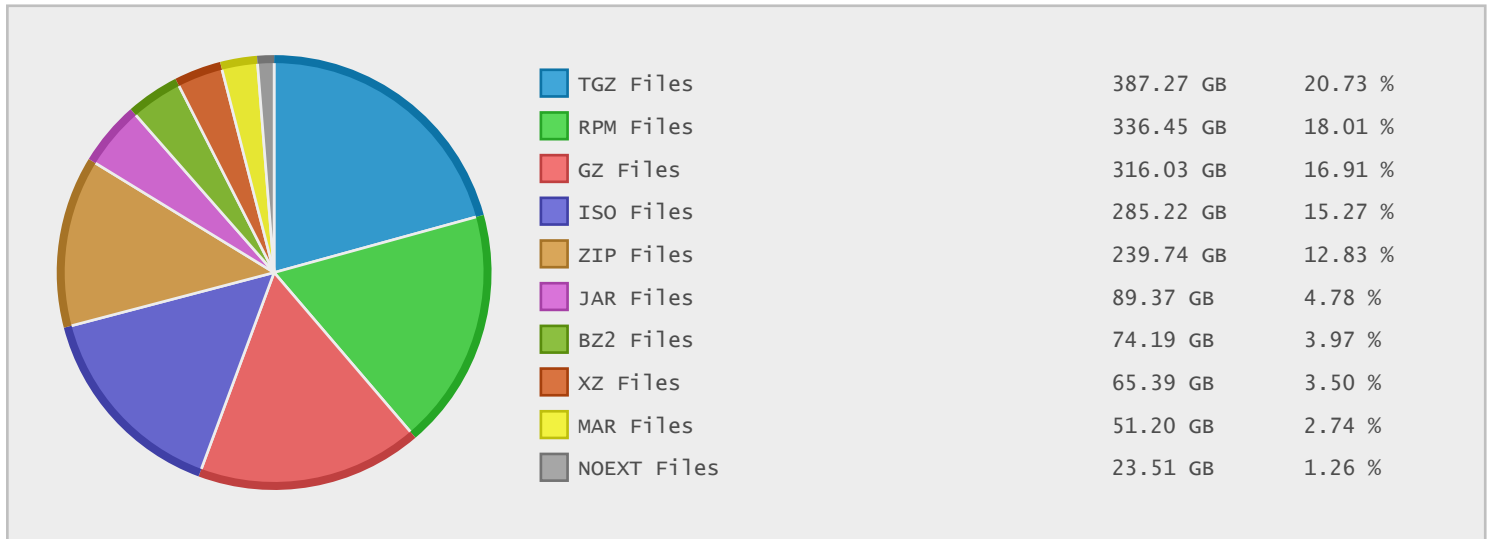 TGZ Files 387.27 GB 20.73 %
RPM Files 336.45 GB 18.01 %
GZ Files 316.03 GB 16.91 %
ISO Files 285.22 GB 15.27 %
ZIP Files 239.74 GB 12.83 %
JAR Files 89.37 GB 4.78 %
BZ2 Files 74.19 GB 3.97 %
XZ Files 65.39 GB 3.50 %
MAR Files 51.20 GB 2.74 %
NOEXT Files 23.51 GB 1.26 %